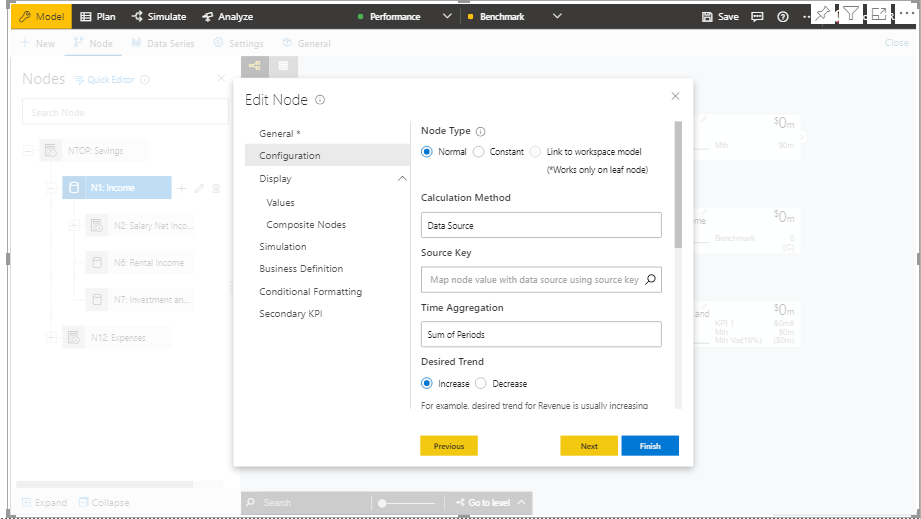 Model Plan Simulate Analyze Performance Benchmark Save
New Node Data Series Settings General Close
Nodes Quick Editor
Search Node
NTOP: Savings
N1: Income
N2: Salary Net Inco...
N6: Rental Income
N7: Investment an...
N12: Expenses
Expand Collapse
Edit Node
General *
Configuration
Display
Values
Composite Nodes
Simulation
Business Definition
Conditional Formatting
Secondary KPI
Node Type
Normal Constant Link to workspace model
(*Works only on leaf node)
Calculation Method
Data Source
Source Key
Map node value with data source using source key
Time Aggregation
Sum of Periods
Desired Trend
Increase Decrease
For example, desired trend for Revenue is usually increasing
Previous Next Finish
$0m
Mth $0m
me $0m
Benchmark 0
(C)
and $0m
KPI 1
Mth $0m
($0m)
Search Go to level